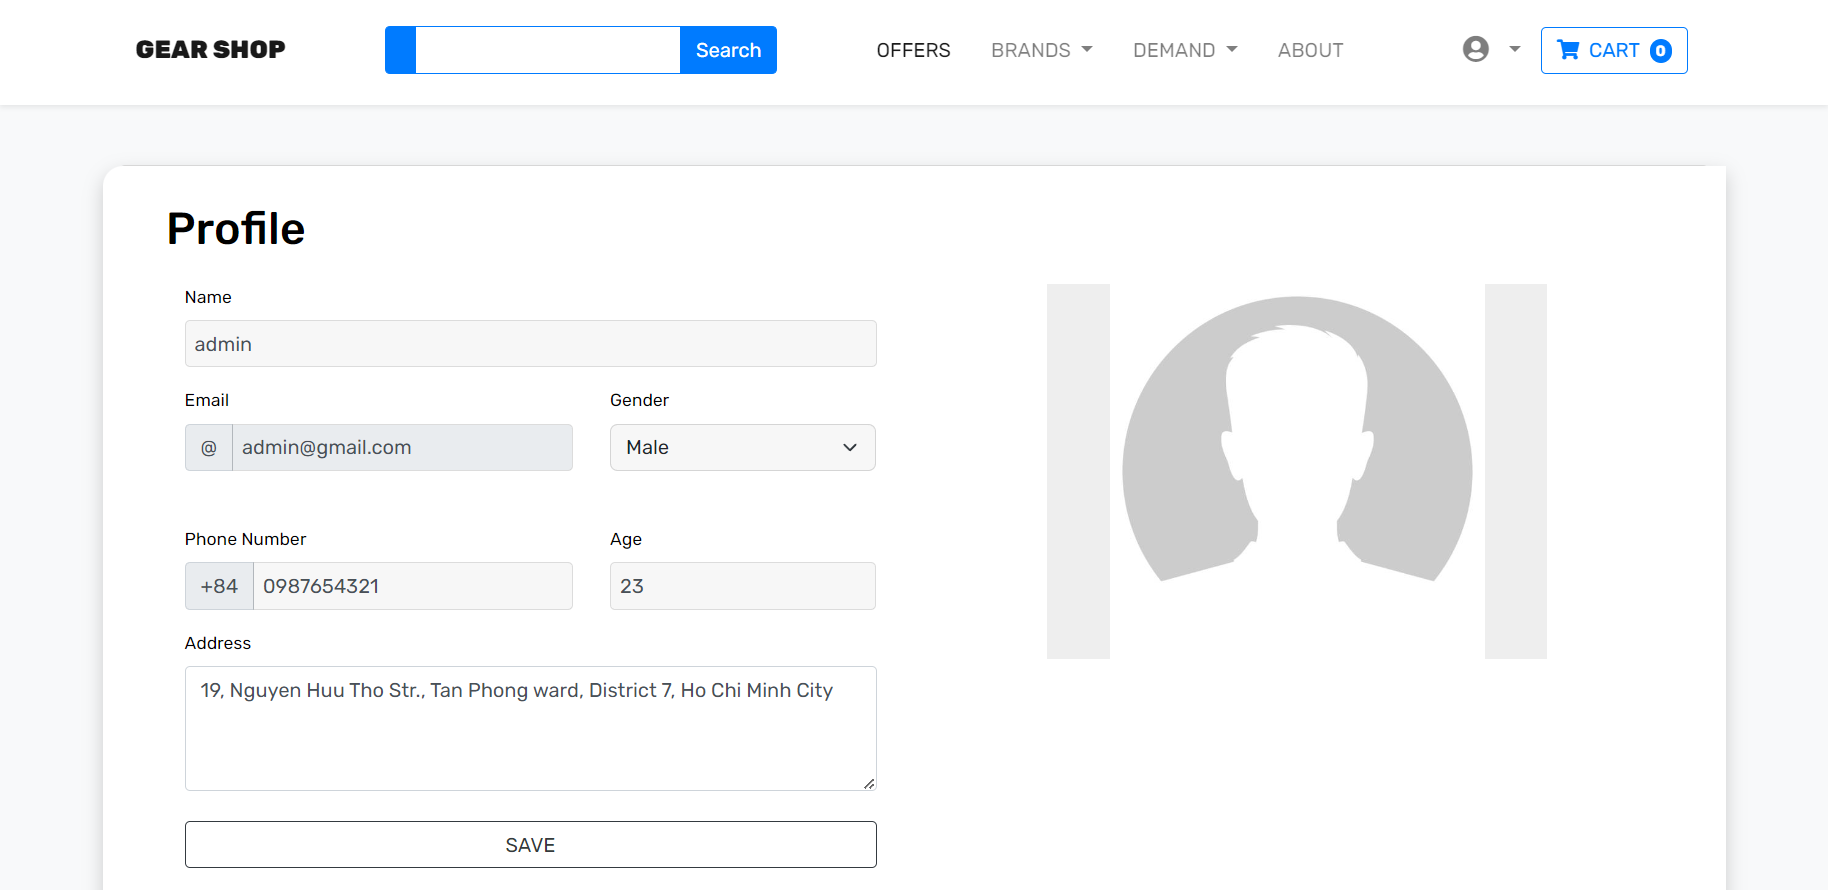 GEAR SHOP
Search
OFFERS
BRANDS
DEMAND
ABOUT
CART 0
Profile
Name
admin
Email
Gender
@ admin@gmail.com
Male
Phone Number
Age
+84 0987654321
23
Address
19, Nguyen Huu Tho Str., Tan Phong ward, District 7, Ho Chi Minh City
SAVE